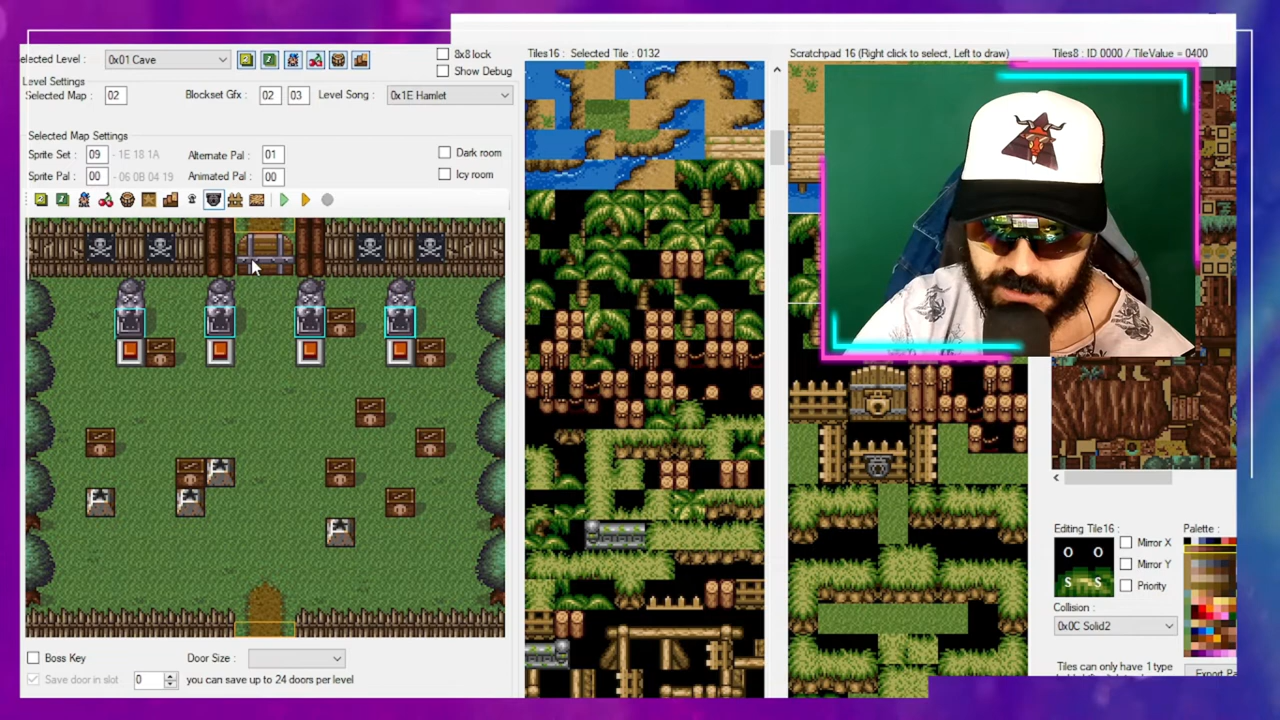 elected Level : 0x01 Cave
8x8 lock
Show Debug
Level Settings
Selected Map : 02 Blockset Gfx : 02 03 Level Song : 0x1E Hamlet
Selected Map Settings
Sprite Set : 09 - 1E 18 1A Alternate Pal : 01 Dark room
Sprite Pal : 00 - 06 0B 04 19 Animated Pal : 00 Icy room
Boss Key Door Size :
Save door in slot 0 you can save up to 24 doors per level
Tiles16 : Selected Tile : 0132
Scratchpad 16 (Right click to select, Left to draw)
Tiles8 : ID 0000 / TileValue = 0400
Editing Tile16 : Palette :
O O
S S
Mirror X
Mirror Y
Priority
Collision :
0x0C Solid2
Tiles can only have 1 type
Export Pa